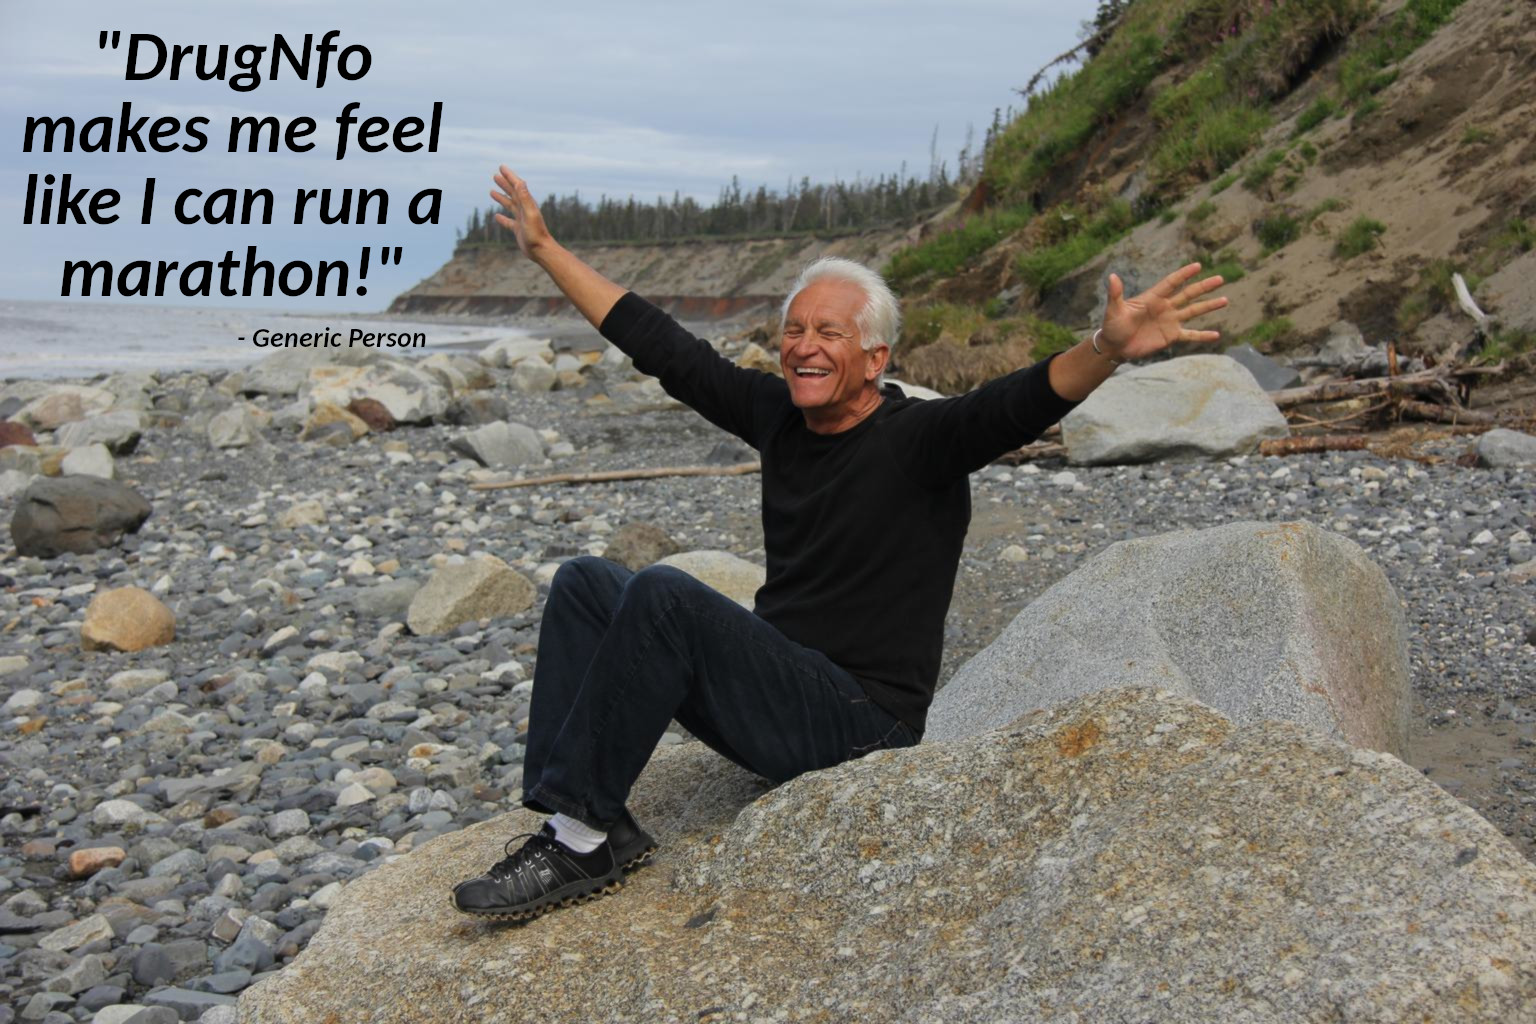 "DrugNfo
makes me feel
like I can run a
marathon!"
- Generic Person